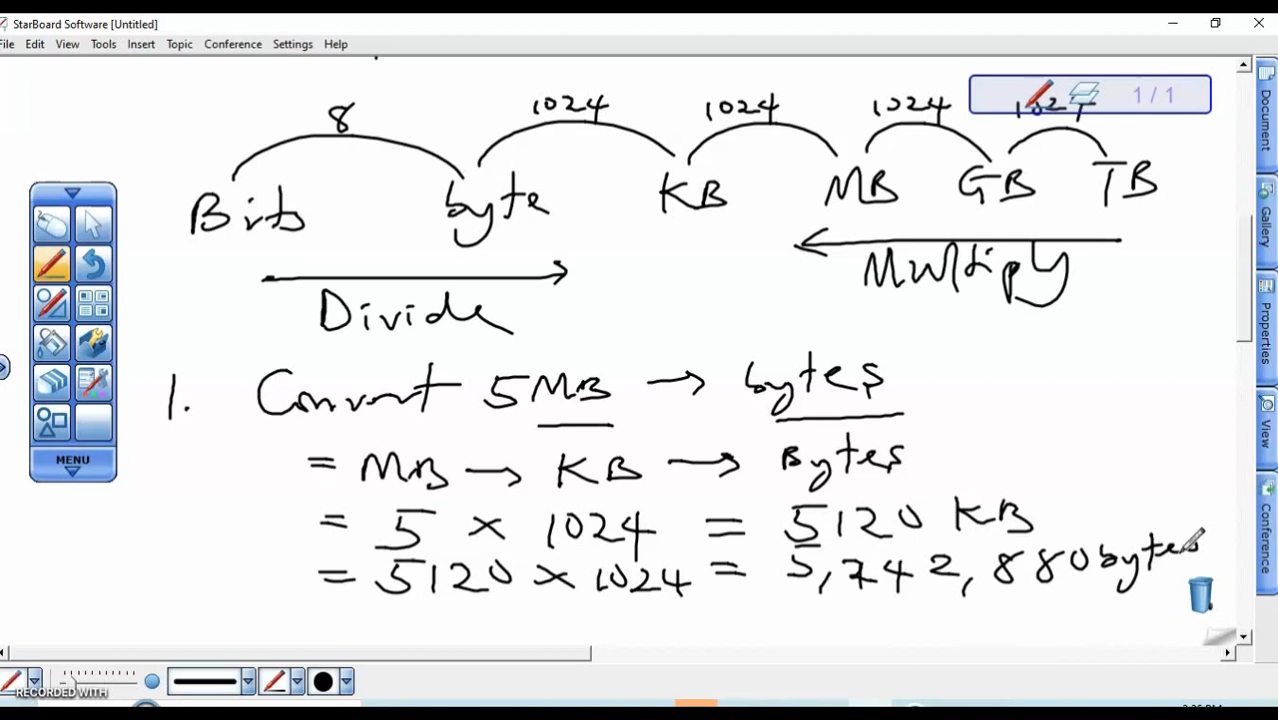 StarBoard Software [Untitled]
File Edit View Tools Insert Topic Conference Settings Help
1 / 1
8 1024 1024 1024 1024
Bits byte KB MB GB TB
Divide Multiply
1. Convert 5MB → bytes
= MB → KB → Bytes
= 5 × 1024 = 5120 KB
= 5120 × 1024 = 5,742,880 bytes
MENU
Document
Gallery
Properties
View
Conference
RECORDED WITH